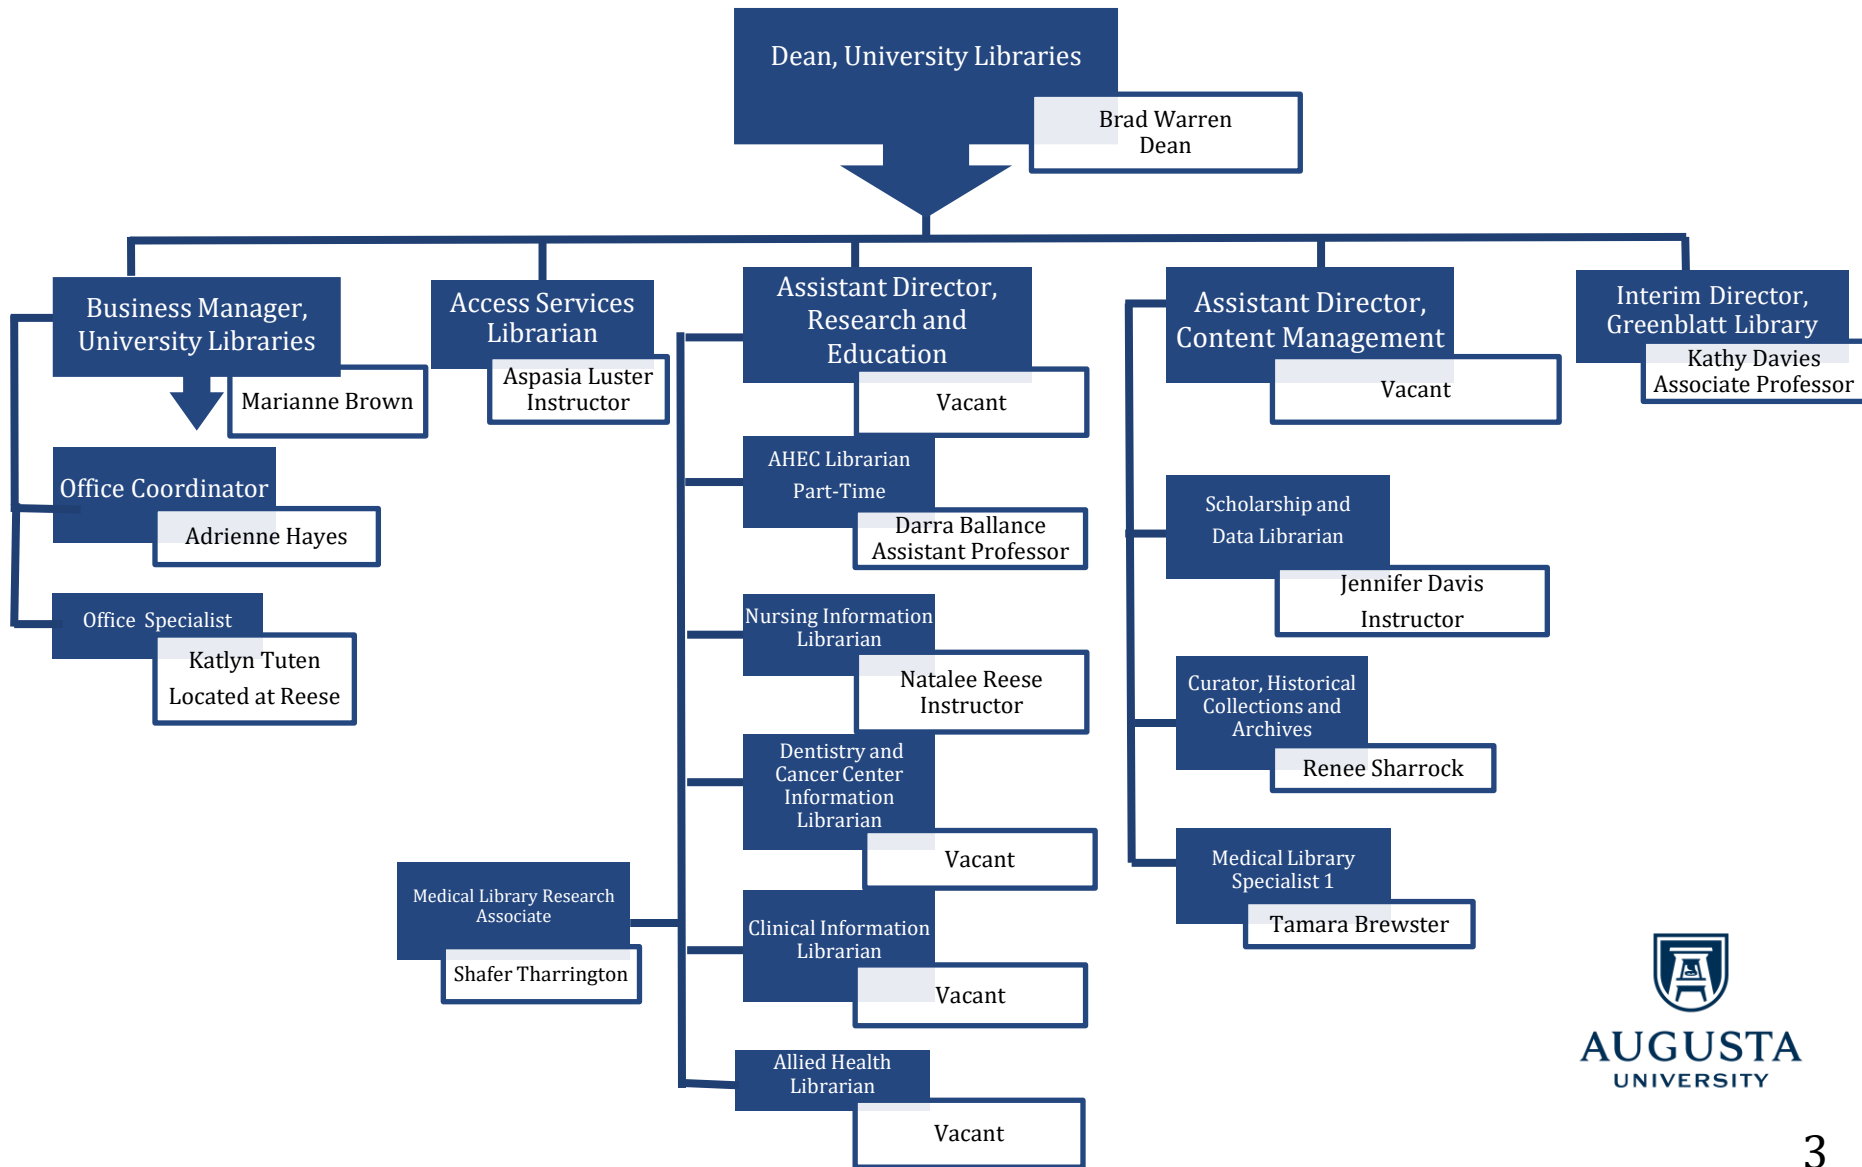 Dean, University Libraries
Brad Warren
Dean
Business Manager,
University Libraries
Marianne Brown
Office Coordinator
Adrienne Hayes
Office Specialist
Katlyn Tuten
Located at Reese
Access Services
Librarian
Aspasia Luster
Instructor
Assistant Director,
Research and
Education
Vacant
AHEC Librarian
Part-Time
Darra Ballance
Assistant Professor
Nursing Information
Librarian
Natalee Reese
Instructor
Dentistry and
Cancer Center
Information
Librarian
Vacant
Medical Library Research
Associate
Shafer Tharrington
Clinical Information
Librarian
Vacant
Allied Health
Librarian
Vacant
Assistant Director,
Content Management
Vacant
Scholarship and
Data Librarian
Jennifer Davis
Instructor
Curator, Historical
Collections and
Archives
Renee Sharrock
Medical Library
Specialist 1
Tamara Brewster
Interim Director,
Greenblatt Library
Kathy Davies
Associate Professor
AUGUSTA
UNIVERSITY
3